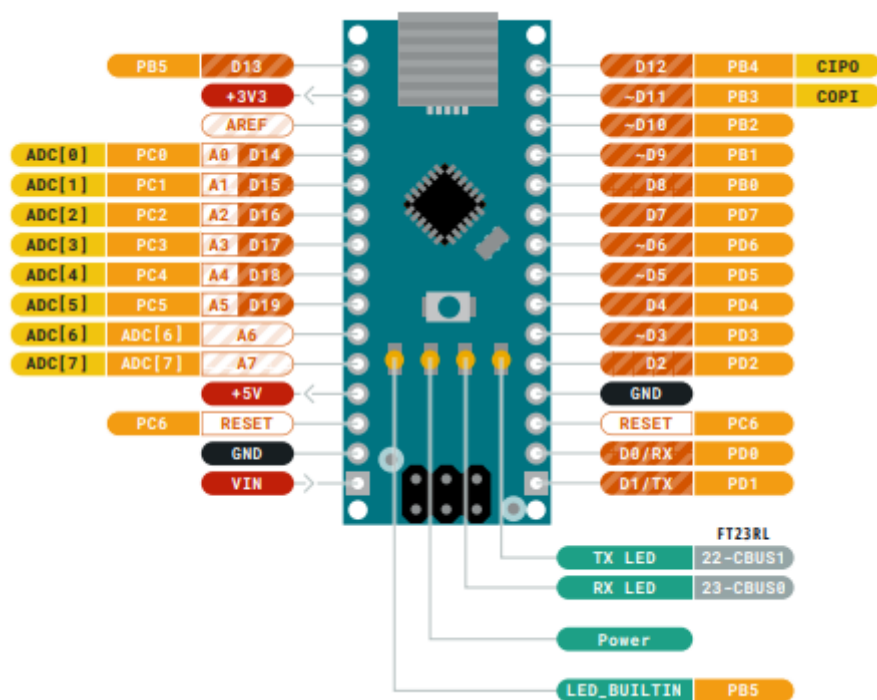 PB5 D13 D12 PB4 CIPO
+3V3 ~D11 PB3 COPI
AREF ~D10 PB2
ADC[0] PC0 A0 D14 ~D9 PB1
ADC[1] PC1 A1 D15 D8 PB0
ADC[2] PC2 A2 D16 D7 PD7
ADC[3] PC3 A3 D17 ~D6 PD6
ADC[4] PC4 A4 D18 ~D5 PD5
ADC[5] PC5 A5 D19 D4 PD4
ADC[6] ADC[6] A6 ~D3 PD3
ADC[7] ADC[7] A7 D2 PD2
+5V GND
PC6 RESET RESET PC6
GND D0/RX PD0
VIN D1/TX PD1
FT23RL
TX LED 22-CBUS1
RX LED 23-CBUS0
Power
LED_BUILTIN PB5